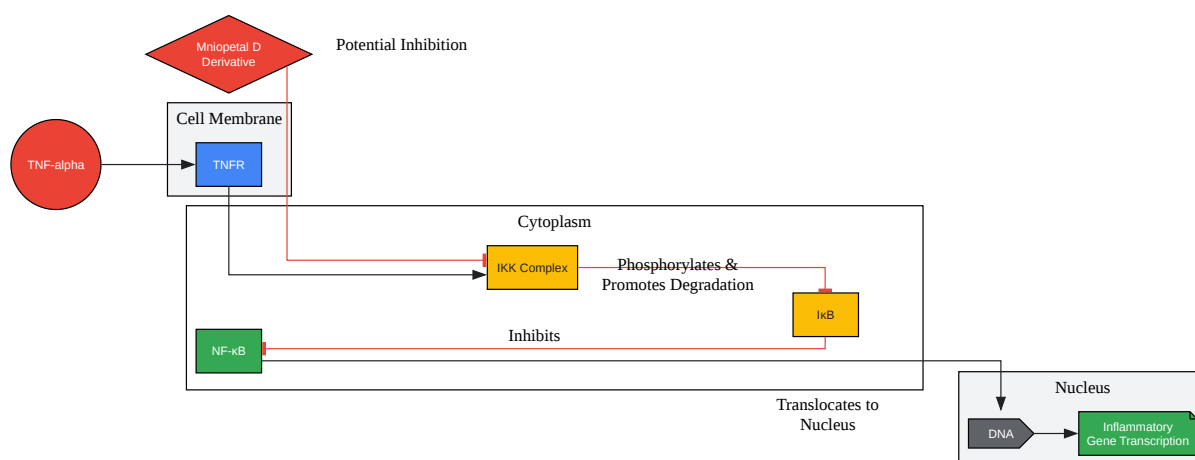 Mniopetal D
Derivative
Potential Inhibition
Cell Membrane
TNF-alpha
TNFR
Cytoplasm
IKK Complex
Phosphorylates &
Promotes Degradation
IκB
Inhibits
NF-κB
Translocates to
Nucleus
Nucleus
DNA
Inflammatory
Gene Transcription